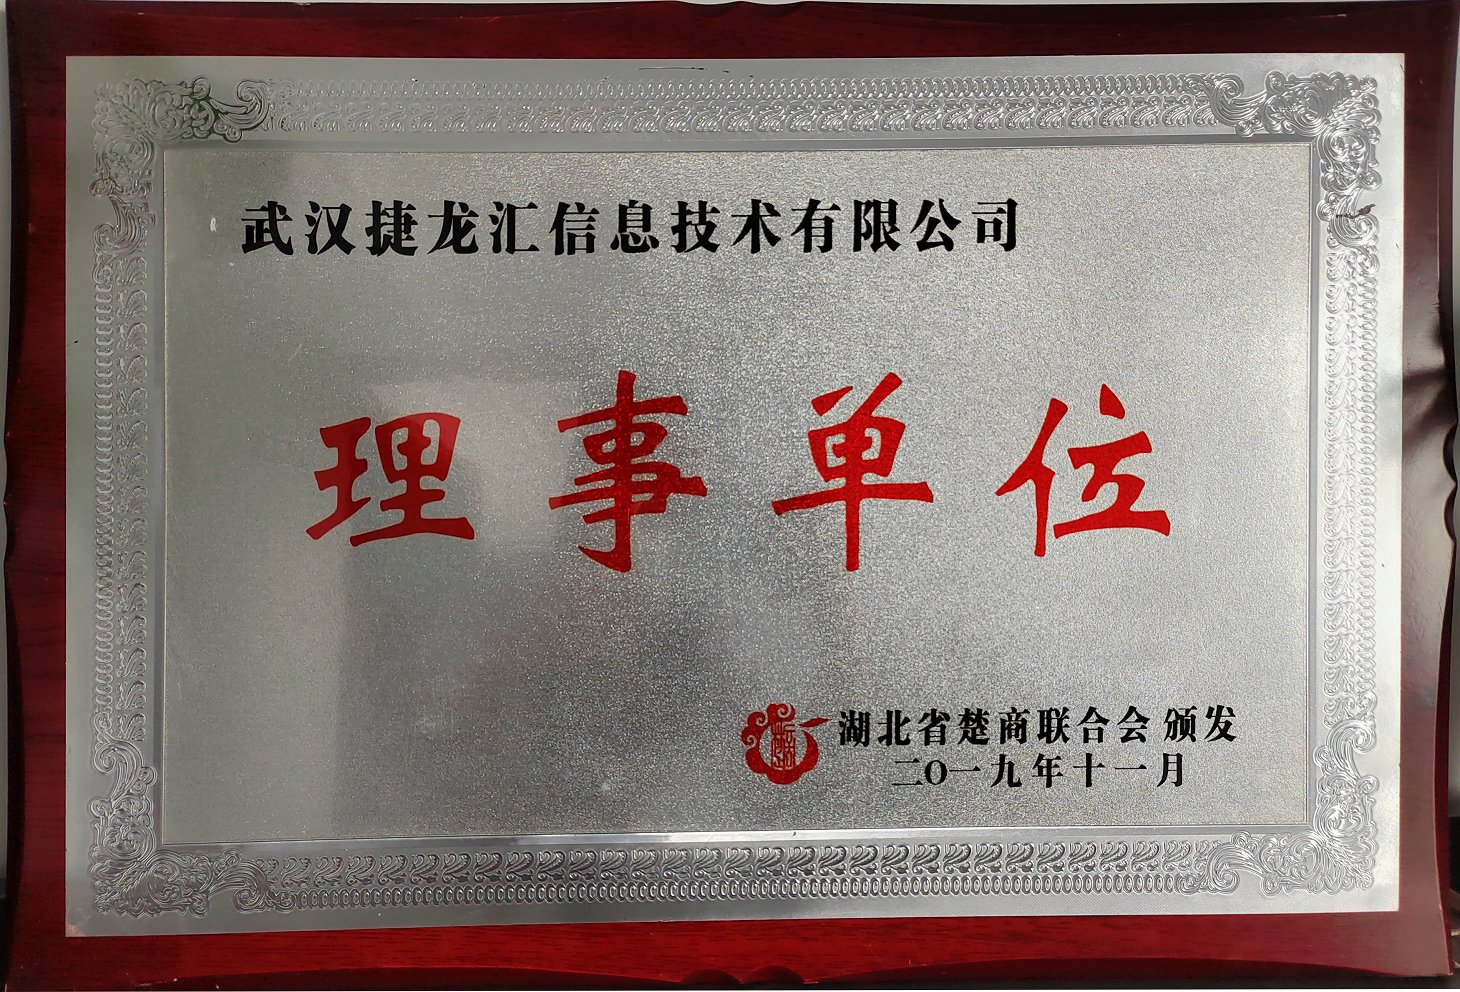 武汉捷龙汇信息技术有限公司
理事单位
湖北省楚商联合会 颁发
二〇一九年十一月